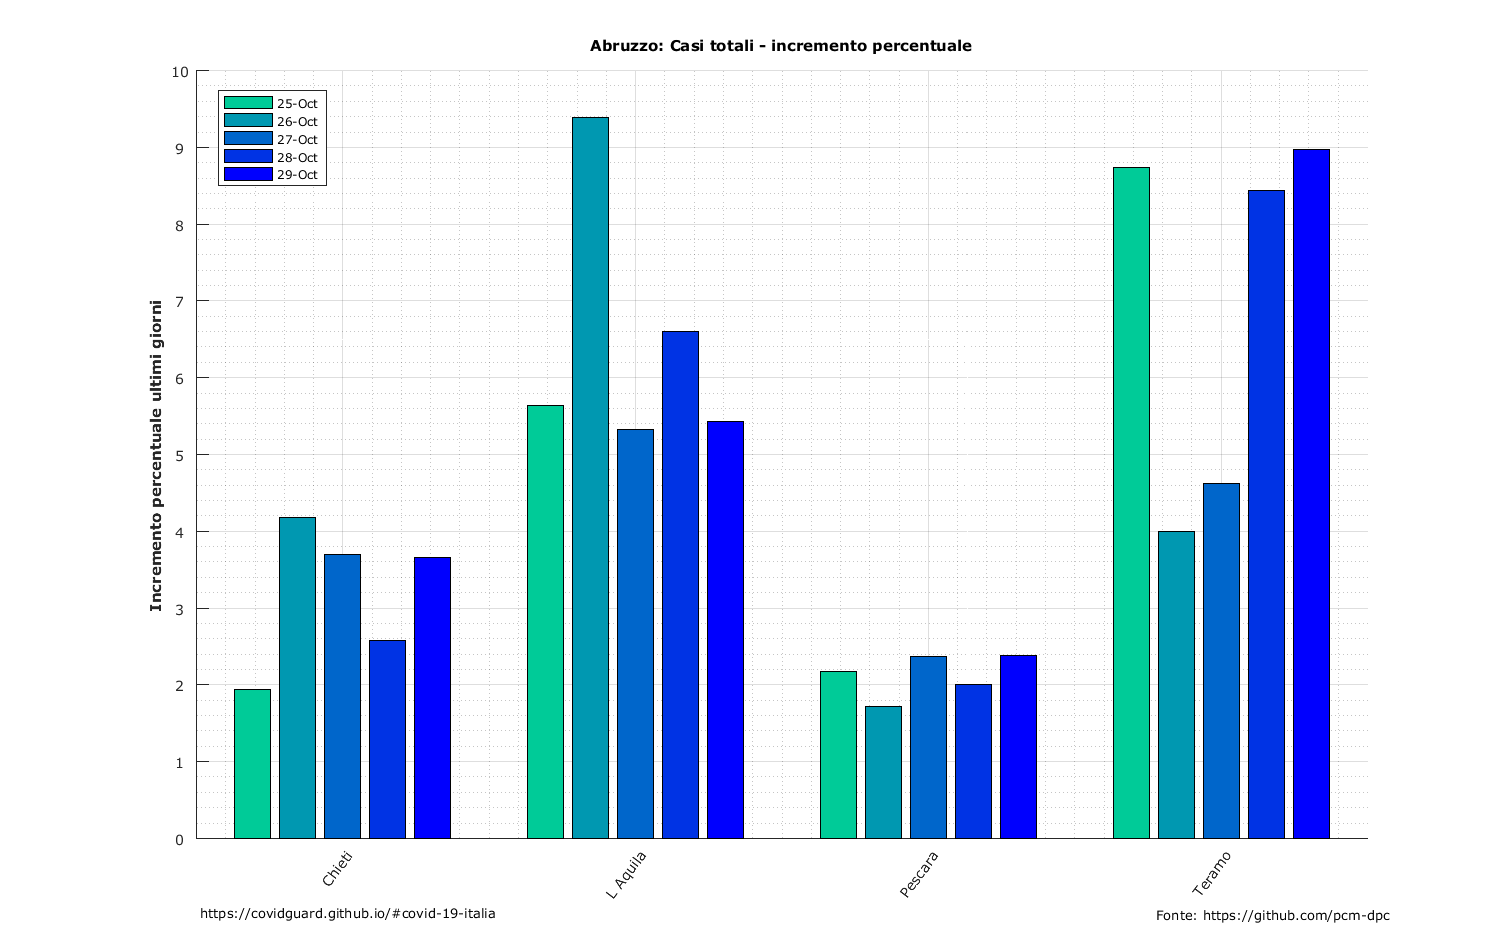 Abruzzo: Casi totali - incremento percentuale
10
9
8
7
6
5
4
3
2
1
0
Incremento percentuale ultimi giorni
25-Oct
26-Oct
27-Oct
28-Oct
29-Oct
Chieti
L Aquila
Pescara
Teramo
https://covidguard.github.io/#covid-19-italia
Fonte: https://github.com/pcm-dpc